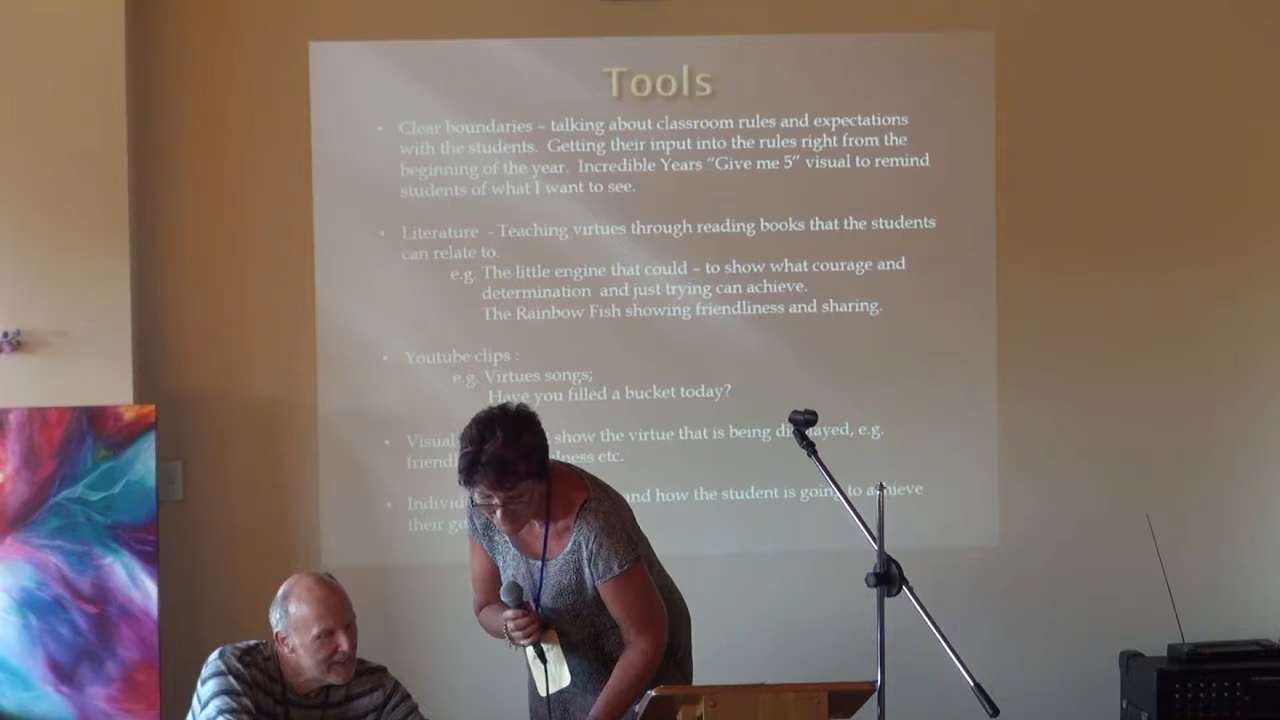 Tools
• Clear boundaries – talking about classroom rules and expectations
with the students. Getting their input into the rules right from the
beginning of the year. Incredible Years “Give me 5” visual to remind
students of what I want to see.
• Literature - Teaching virtues through reading books that the students
can relate to.
e.g. The little engine that could – to show what courage and
determination and just trying can achieve.
The Rainbow Fish showing friendliness and sharing.
• Youtube clips :
e.g. Virtues songs;
Have you filled a bucket today?
• Visual show the virtue that is being displayed, e.g.
etc.
• and how the student is going to achieve
their